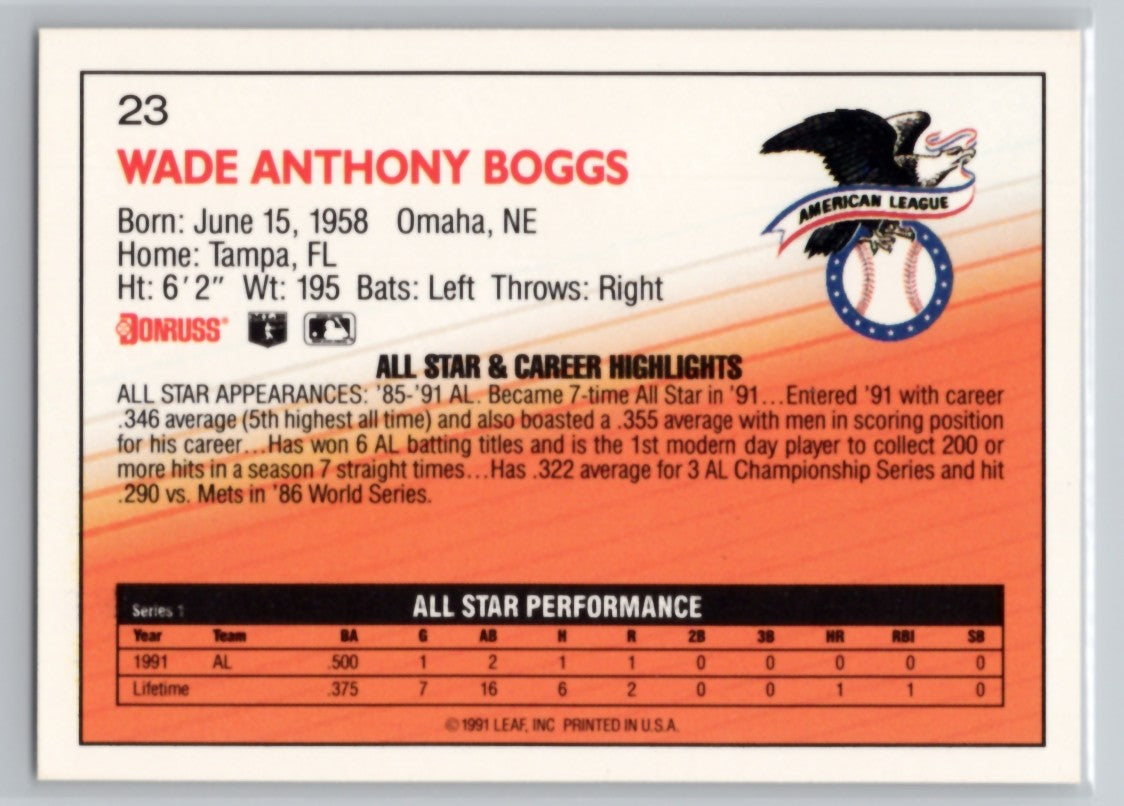 23
WADE ANTHONY BOGGS
AMERICAN LEAGUE
Born: June 15, 1958 Omaha, NE
Home: Tampa, FL
Ht: 6'2" Wt: 195 Bats: Left Throws: Right
DONRUSS
ALL STAR & CAREER HIGHLIGHTS
ALL STAR APPEARANCES: '85-'91 AL. Became 7-time All Star in '91...Entered '91 with career
.346 average (5th highest all time) and also boasted a .355 average with men in scoring position
for his career...Has won 6 AL batting titles and is the 1st modern day player to collect 200 or
more hits in a season 7 straight times...Has .322 average for 3 AL Championship Series and hit
.290 vs. Mets in '86 World Series.
Series 1 ALL STAR PERFORMANCE
Year Team BA G AB H R 2B 3B HR RBI SB
1991 AL .500 1 2 1 1 0 0 0 0 0
Lifetime .375 7 16 6 2 0 0 1 1 0
©1991 LEAF, INC PRINTED IN U.S.A.